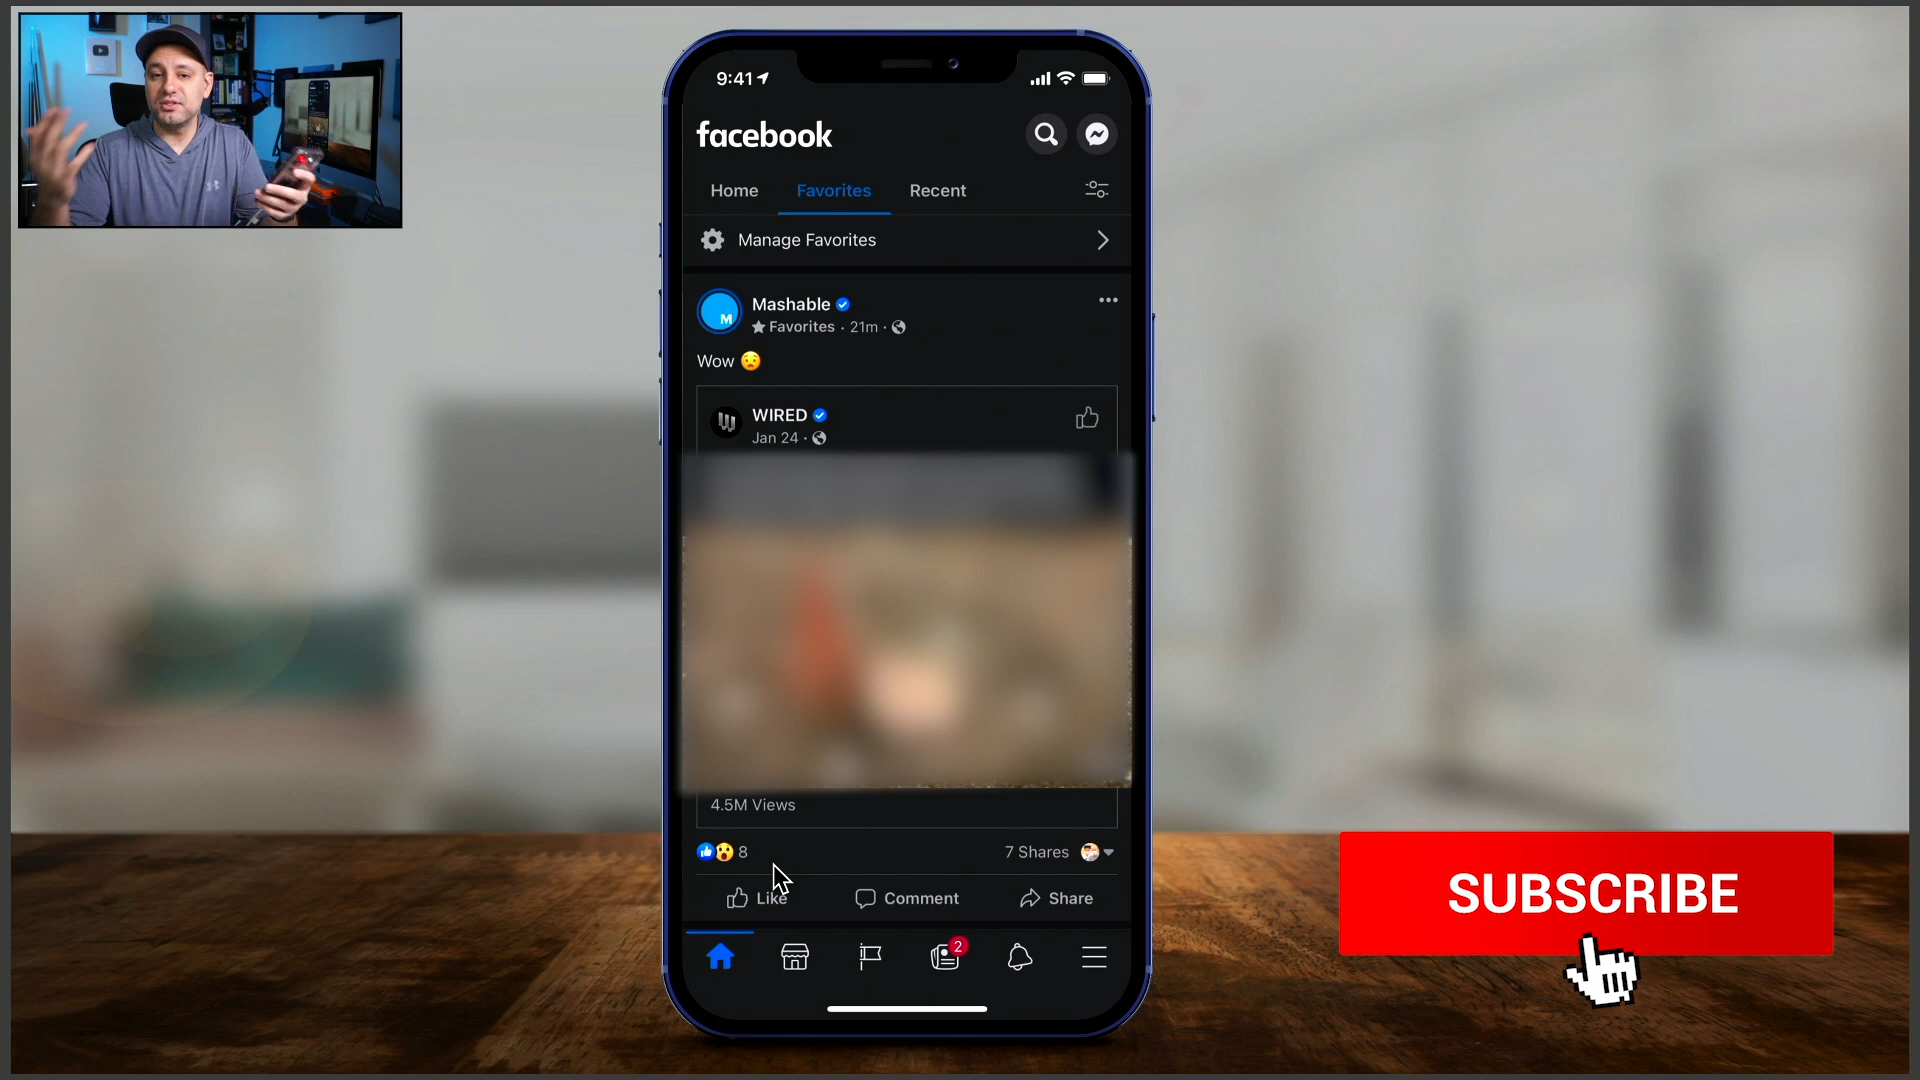 9:41
facebook
Home Favorites Recent
Manage Favorites
Mashable
Favorites · 21m ·
Wow 😟
WIRED
Jan 24 ·
4.5M Views
8 7 Shares
Like Comment Share
2
SUBSCRIBE